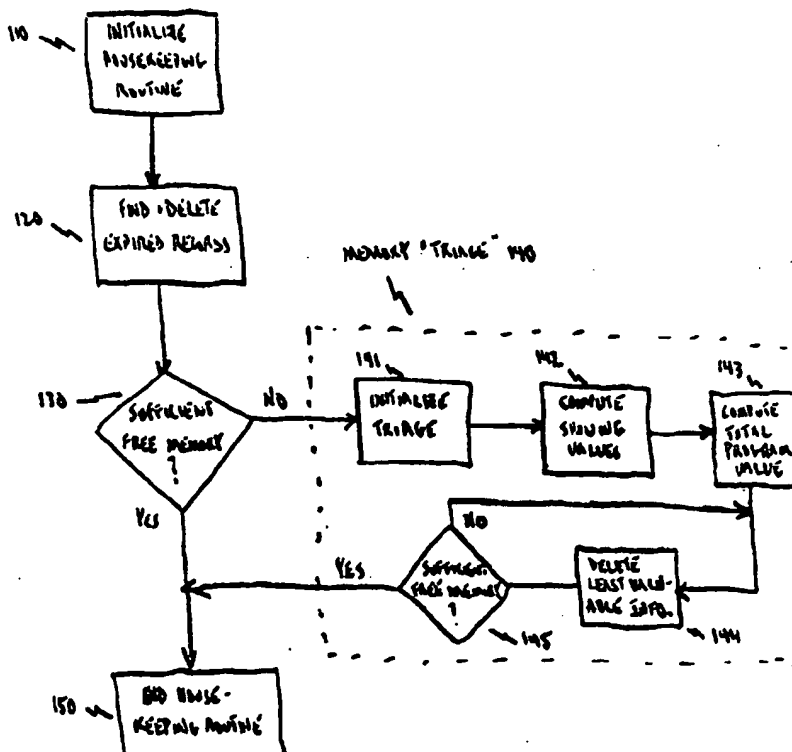 110
INITIALIZE
HOUSEKEEPING
ROUTINE
120
FIND + DELETE
EXPIRED RECORDS
MEMORY "TRIAGE" 140
130
SUFFICIENT
FREE MEMORY
?
NO
YES
141
INITIALIZE
TRIAGE
142
COMPUTE
SHOWING
VALUES
143
COMPUTE
TOTAL
PROGRAM
VALUE
NO
YES
SUFFICIENT
FREE MEMORY
?
145
DELETE
LEAST VALU-
ABLE INFO.
144
150
END HOUSE-
KEEPING ROUTINE